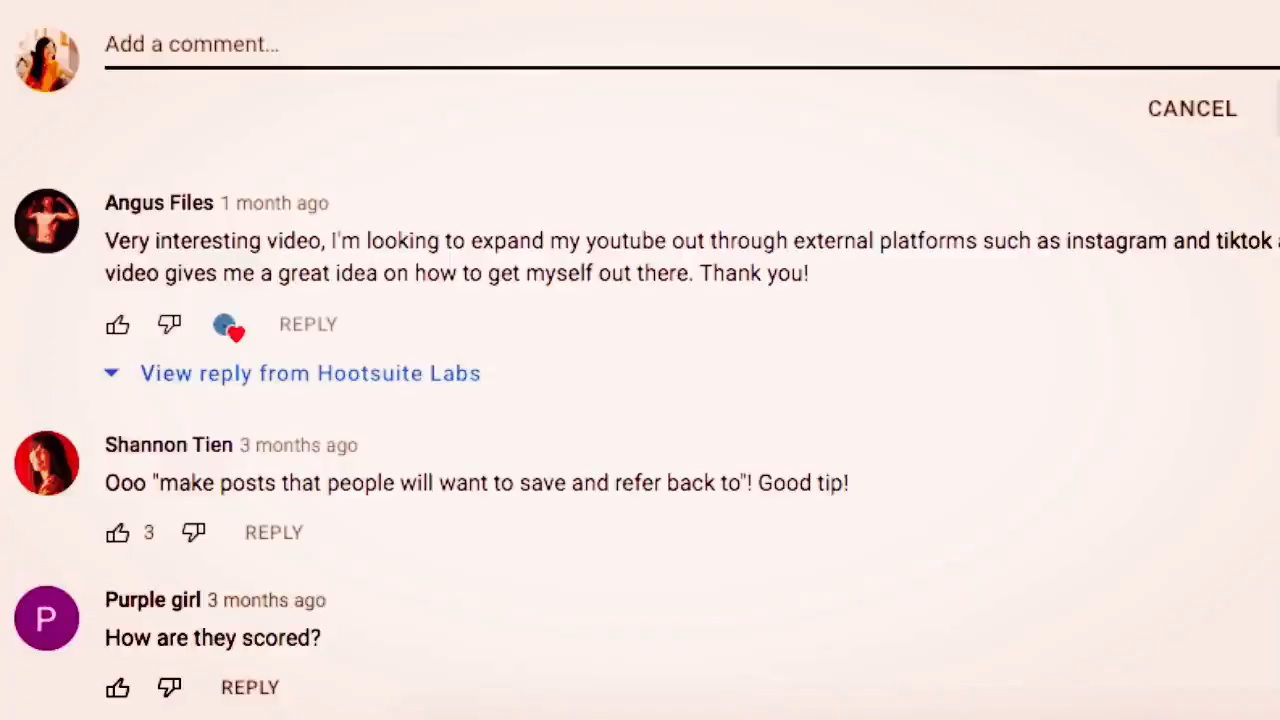 Add a comment...
CANCEL
Angus Files 1 month ago
Very interesting video, I'm looking to expand my youtube out through external platforms such as instagram and tiktok
video gives me a great idea on how to get myself out there. Thank you!
REPLY
View reply from Hootsuite Labs
Shannon Tien 3 months ago
Ooo "make posts that people will want to save and refer back to"! Good tip!
3 REPLY
P
Purple girl 3 months ago
How are they scored?
REPLY